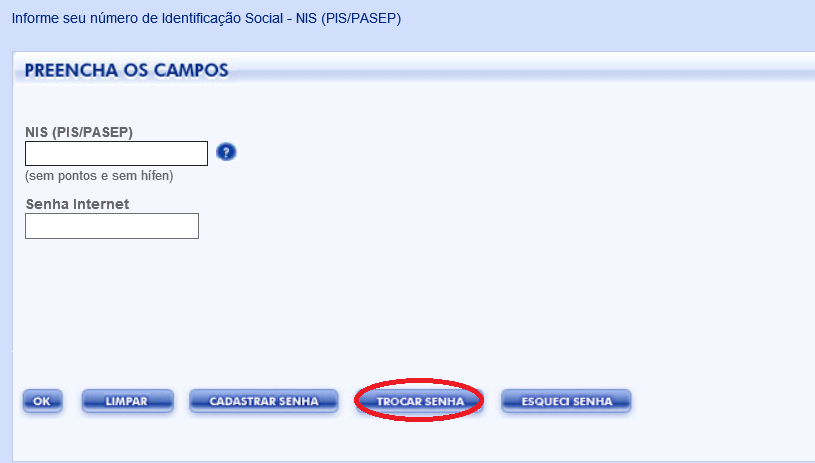 Informe seu número de Identificação Social - NIS (PIS/PASEP)
PREENCHA OS CAMPOS
NIS (PIS/PASEP)
?
(sem pontos e sem hífen)
Senha Internet
OK LIMPAR CADASTRAR SENHA TROCAR SENHA ESQUECI SENHA